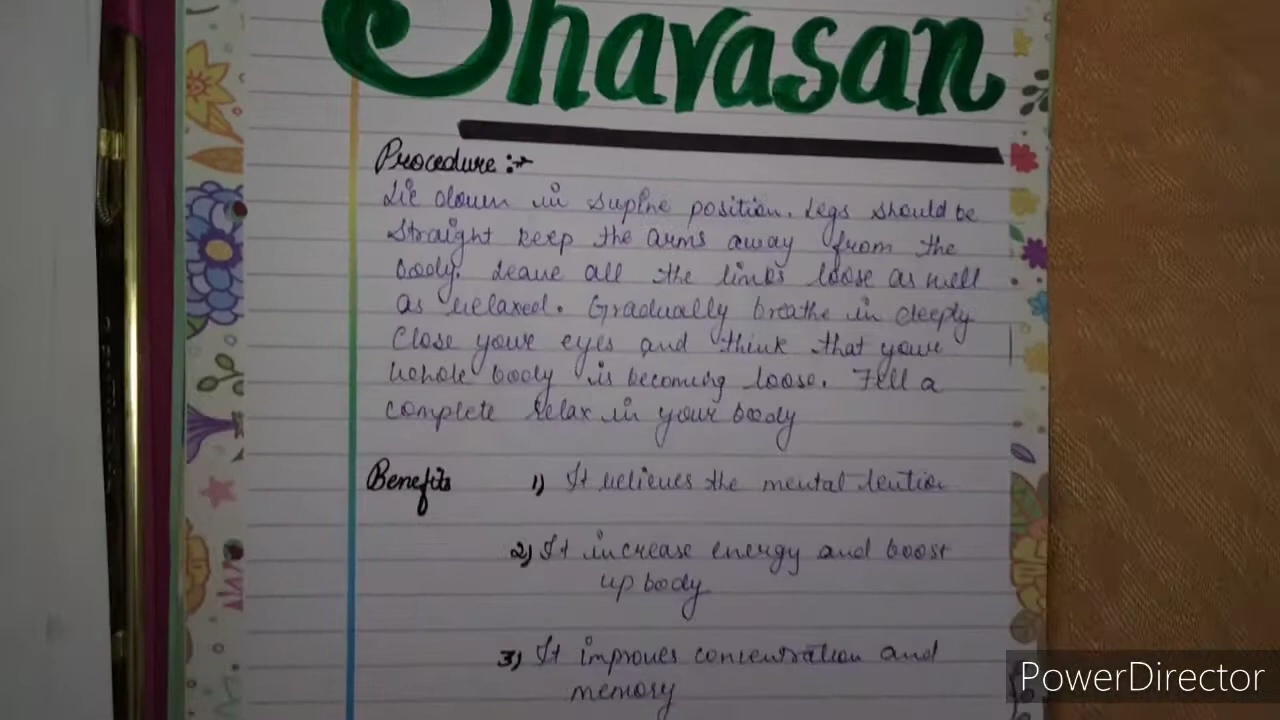 Shavasan
Procedure :-
Lie down in supine position. Legs should be
straight keep the arms away from the
body. Leave all the limbs loose as well
as relaxed. Gradually breathe in deeply
Close your eyes and think that your
whole body is becoming loose. Fell a
complete relax in your body
Benefits 1) It relieves the mental tention
2) It increase energy and boost
up body
3) It improves concentration and
memory
PowerDirector